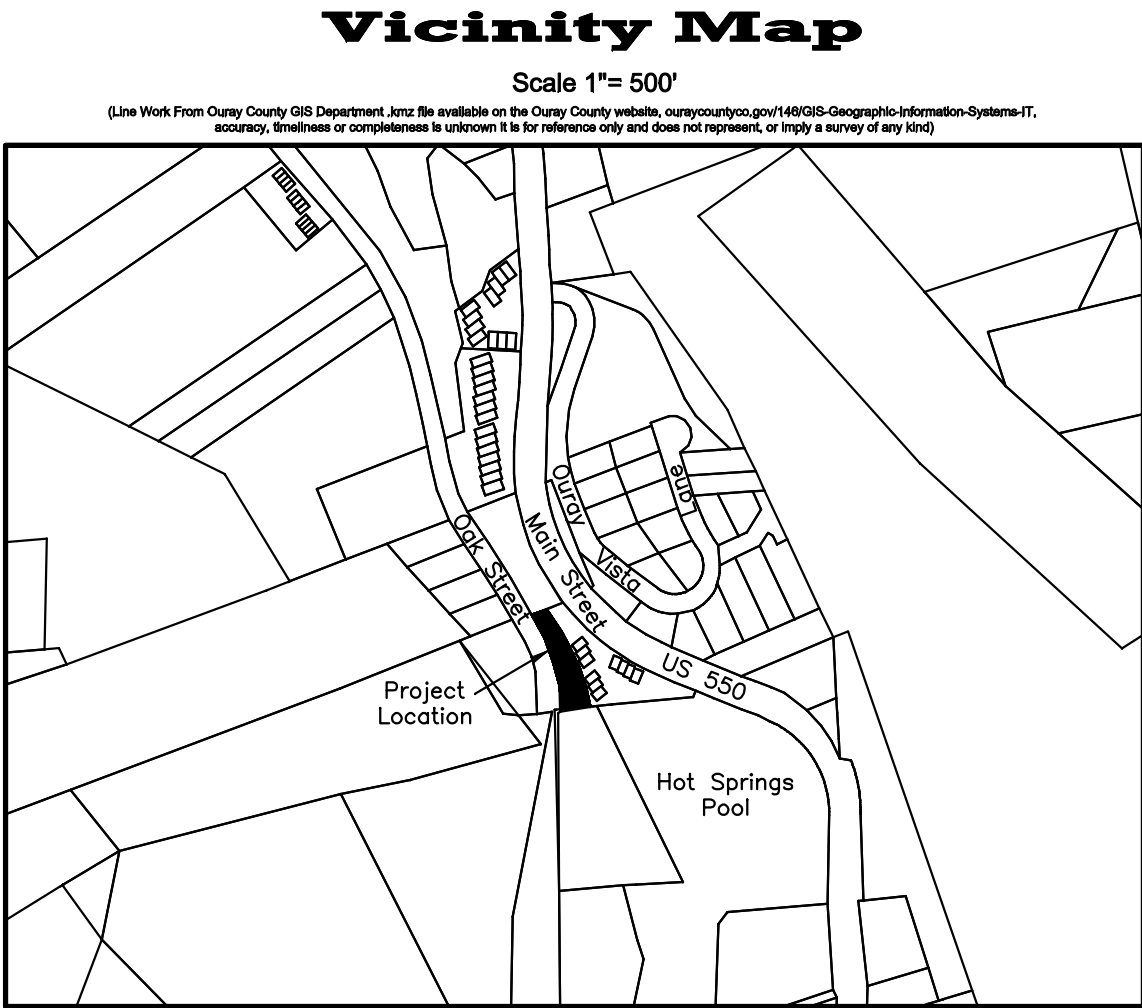 Vicinity Map
Scale 1"= 500'
(Line Work From Ouray County GIS Department .kmz file available on the Ouray County website, ouraycountyco.gov/146/GIS-Geographic-Information-Systems-IT,
accuracy, timeliness or completeness is unknown it is for reference only and does not represent, or imply a survey of any kind)
Ouray
Vista
Lane
Oak Street
Main Street
US 550
Project
Location
Hot Springs
Pool